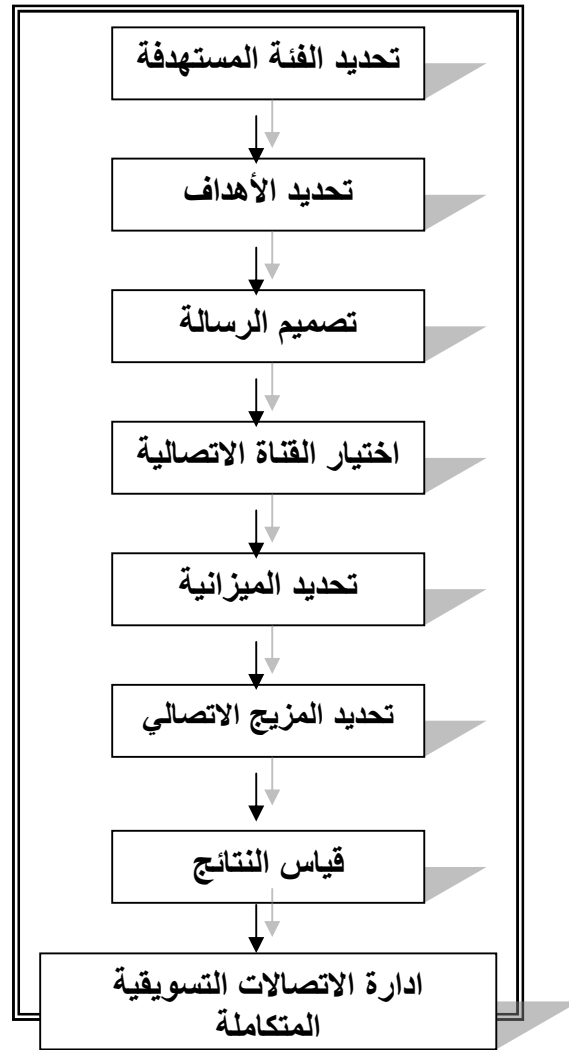 تحديد الفئة المستهدفة
تحديد الأهداف
تصميم الرسالة
اختيار القناة الاتصالية
تحديد الميزانية
تحديد المزيج الاتصالي
قياس النتائج
ادارة الاتصالات التسويقية
المتكاملة